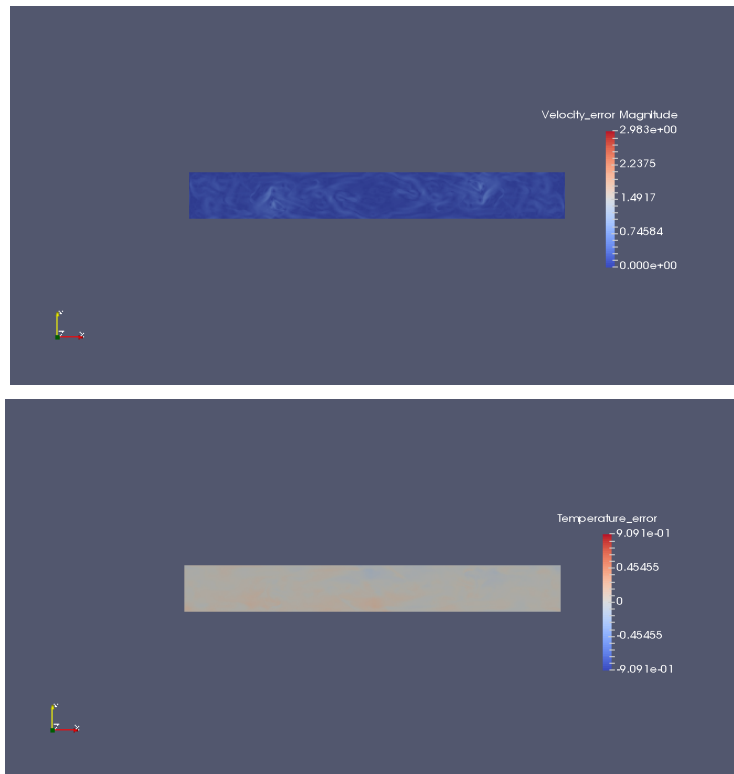 Velocity_error Magnitude
2.983e+00
2.2375
1.4917
0.74584
0.000e+00
Y
Z
X
Temperature_error
9.091e-01
0.45455
0
-0.45455
-9.091e-01
Y
Z
X